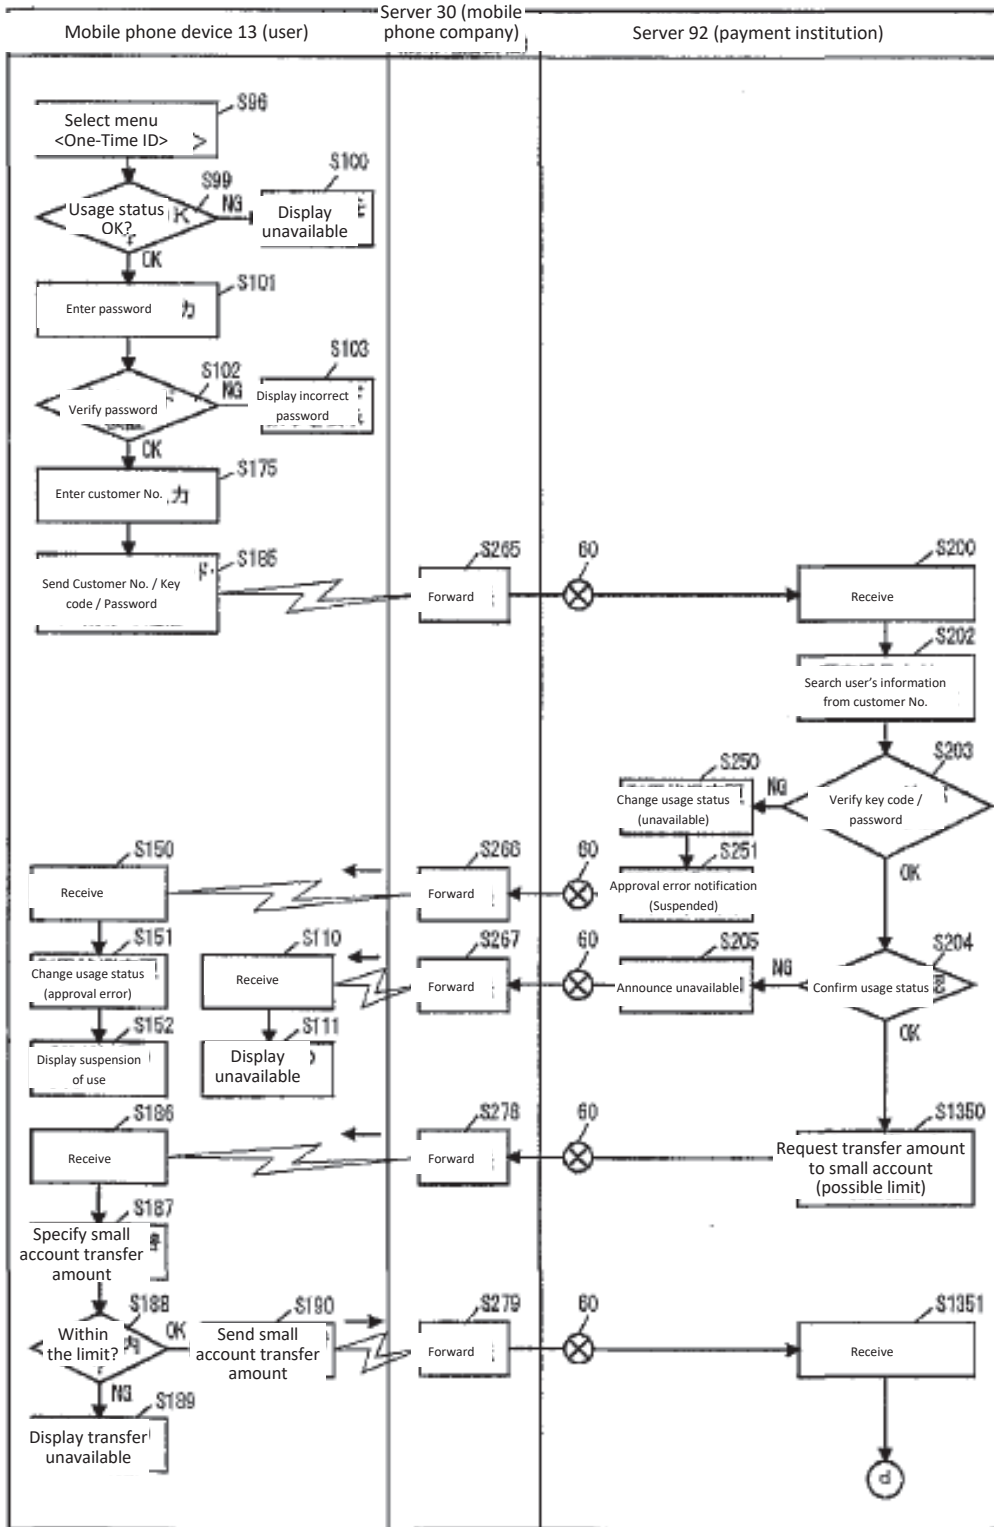 Mobile phone device 13 (user)
Server 30 (mobile
phone company)
Server 92 (payment institution)
S96
Select menu
<One-Time ID>
>
S99
Usage status
OK?
NG
OK
S100
Display
unavailable
S101
Enter password
力
S102
Verify password
NG
OK
S103
Display incorrect
password
S175
Enter customer No.
力
S185
Send Customer No. / Key
code / Password
S265
Forward
60
S200
Receive
S202
Search user's information
from customer No.
S203
Verify key code /
password
NG
OK
S250
Change usage status
(unavailable)
S251
Approval error notification
(Suspended)
60
S266
Forward
S150
Receive
S151
Change usage status
(approval error)
S152
Display suspension
of use
S204
Confirm usage status
NG
OK
S205
Announce unavailable
60
S267
Forward
S110
Receive
S111
Display
unavailable
S1350
Request transfer amount
to small account
(possible limit)
60
S278
Forward
S186
Receive
S187
Specify small
account transfer
amount
S188
Within
the limit?
内
OK
NG
S189
Display transfer
unavailable
S190
Send small
account transfer
amount
S279
Forward
60
S1351
Receive
d